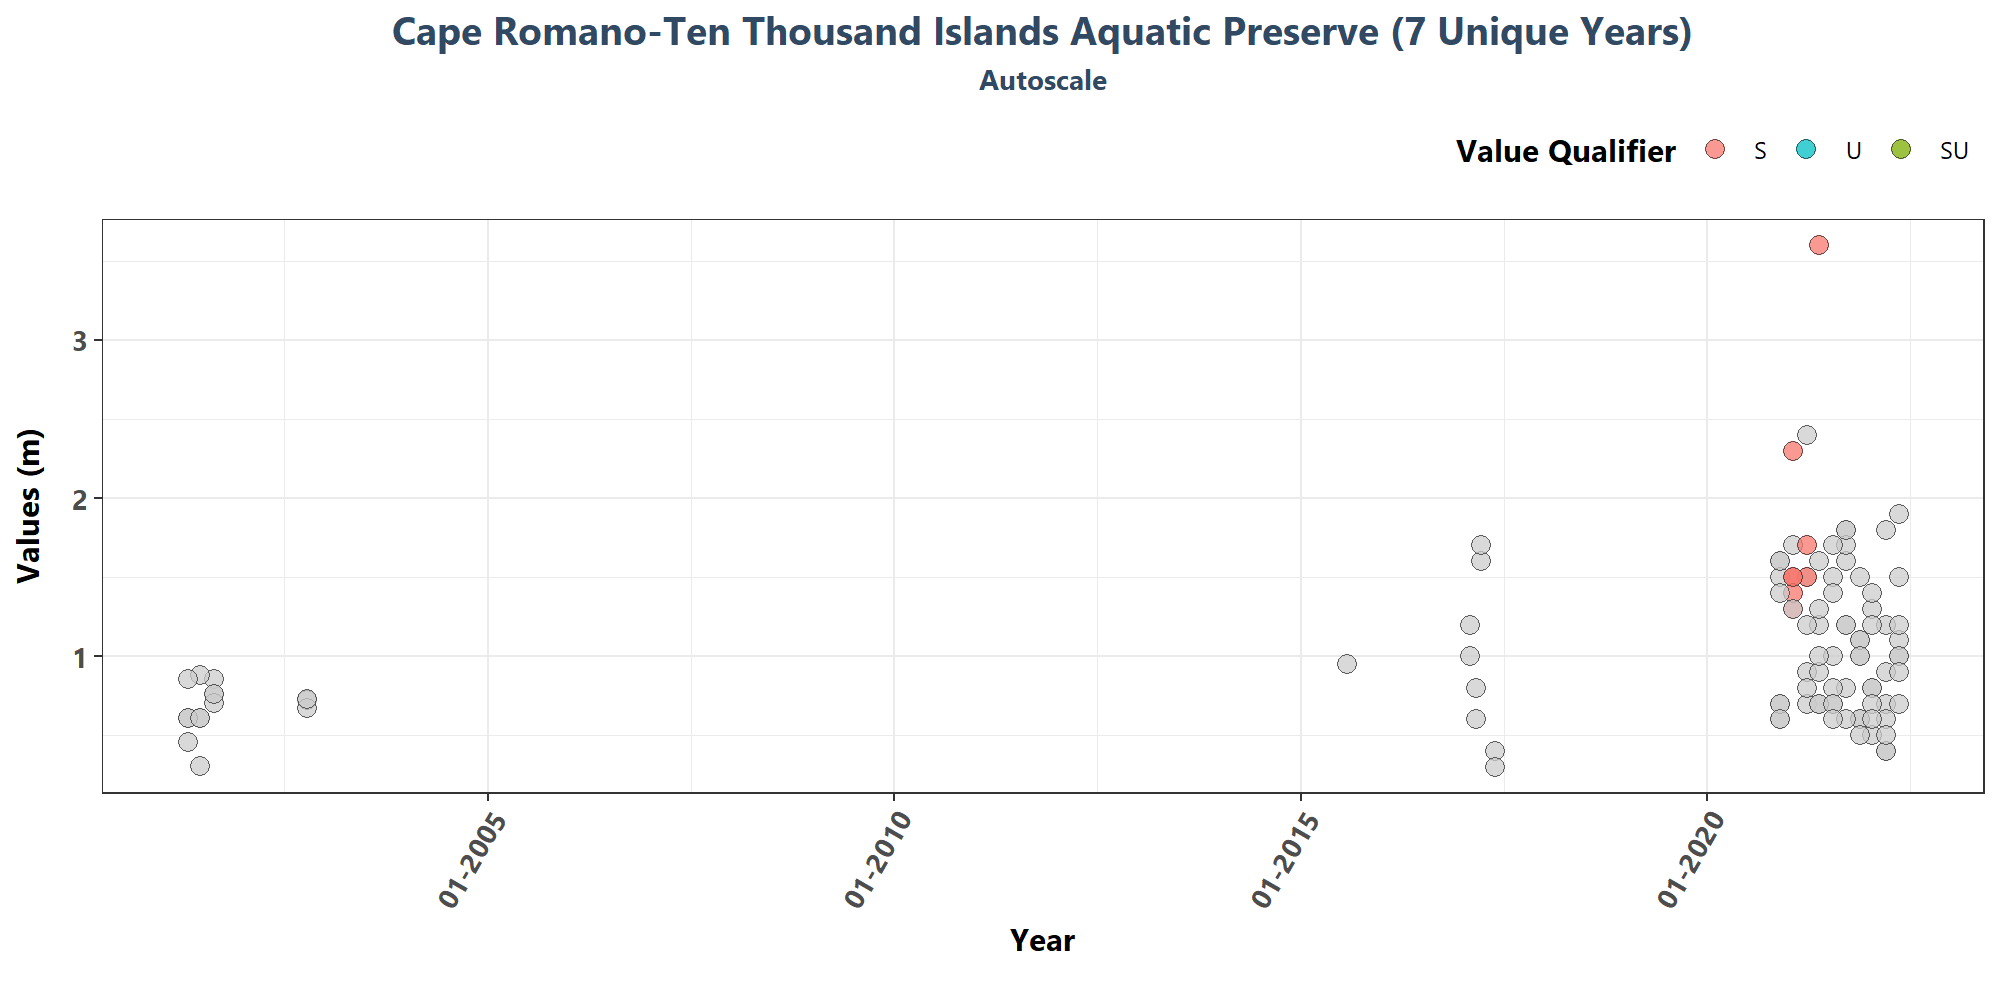 Cape Romano-Ten Thousand Islands Aquatic Preserve (7 Unique Years)
Autoscale
Value Qualifier S U SU
Values (m)
3
2
1
01-2005 01-2010 01-2015 01-2020
Year